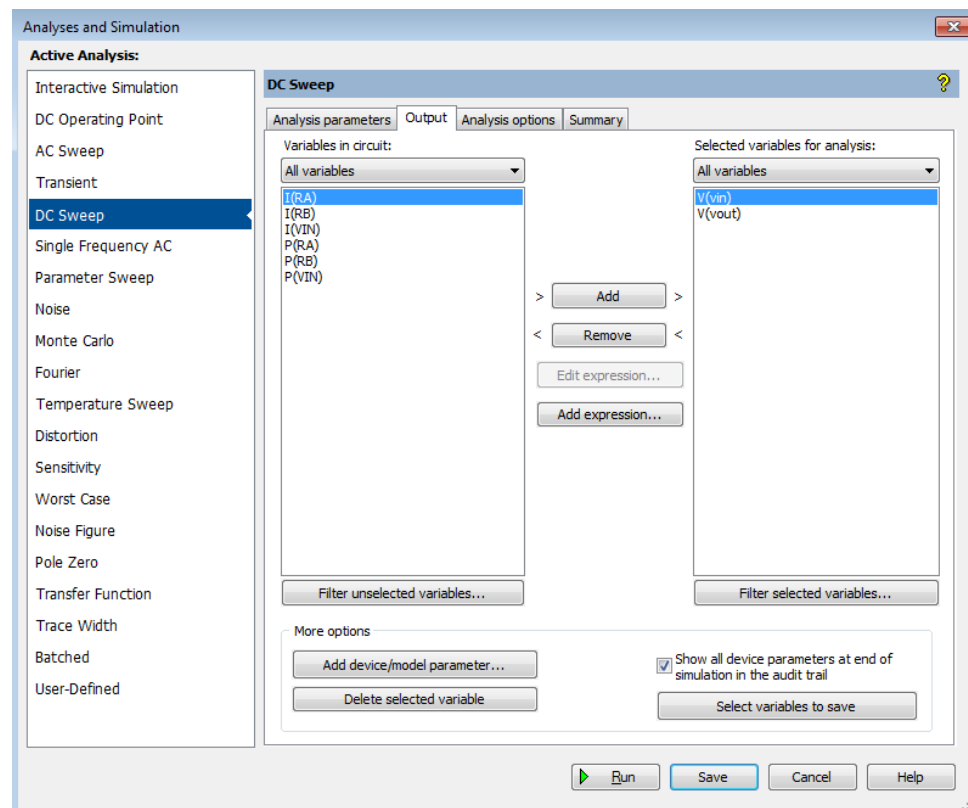 Analyses and Simulation
Active Analysis:
Interactive Simulation
DC Operating Point
AC Sweep
Transient
DC Sweep
Single Frequency AC
Parameter Sweep
Noise
Monte Carlo
Fourier
Temperature Sweep
Distortion
Sensitivity
Worst Case
Noise Figure
Pole Zero
Transfer Function
Trace Width
Batched
User-Defined
DC Sweep
?
Analysis parameters
Output
Analysis options
Summary
Variables in circuit:
All variables
I(RA)
I(RB)
I(VIN)
P(RA)
P(RB)
P(VIN)
Filter unselected variables...
> Add >
< Remove <
Edit expression...
Add expression...
Selected variables for analysis:
All variables
V(vin)
V(vout)
Filter selected variables...
More options
Add device/model parameter...
Delete selected variable
Show all device parameters at end of
simulation in the audit trail
Select variables to save
Run
Save
Cancel
Help